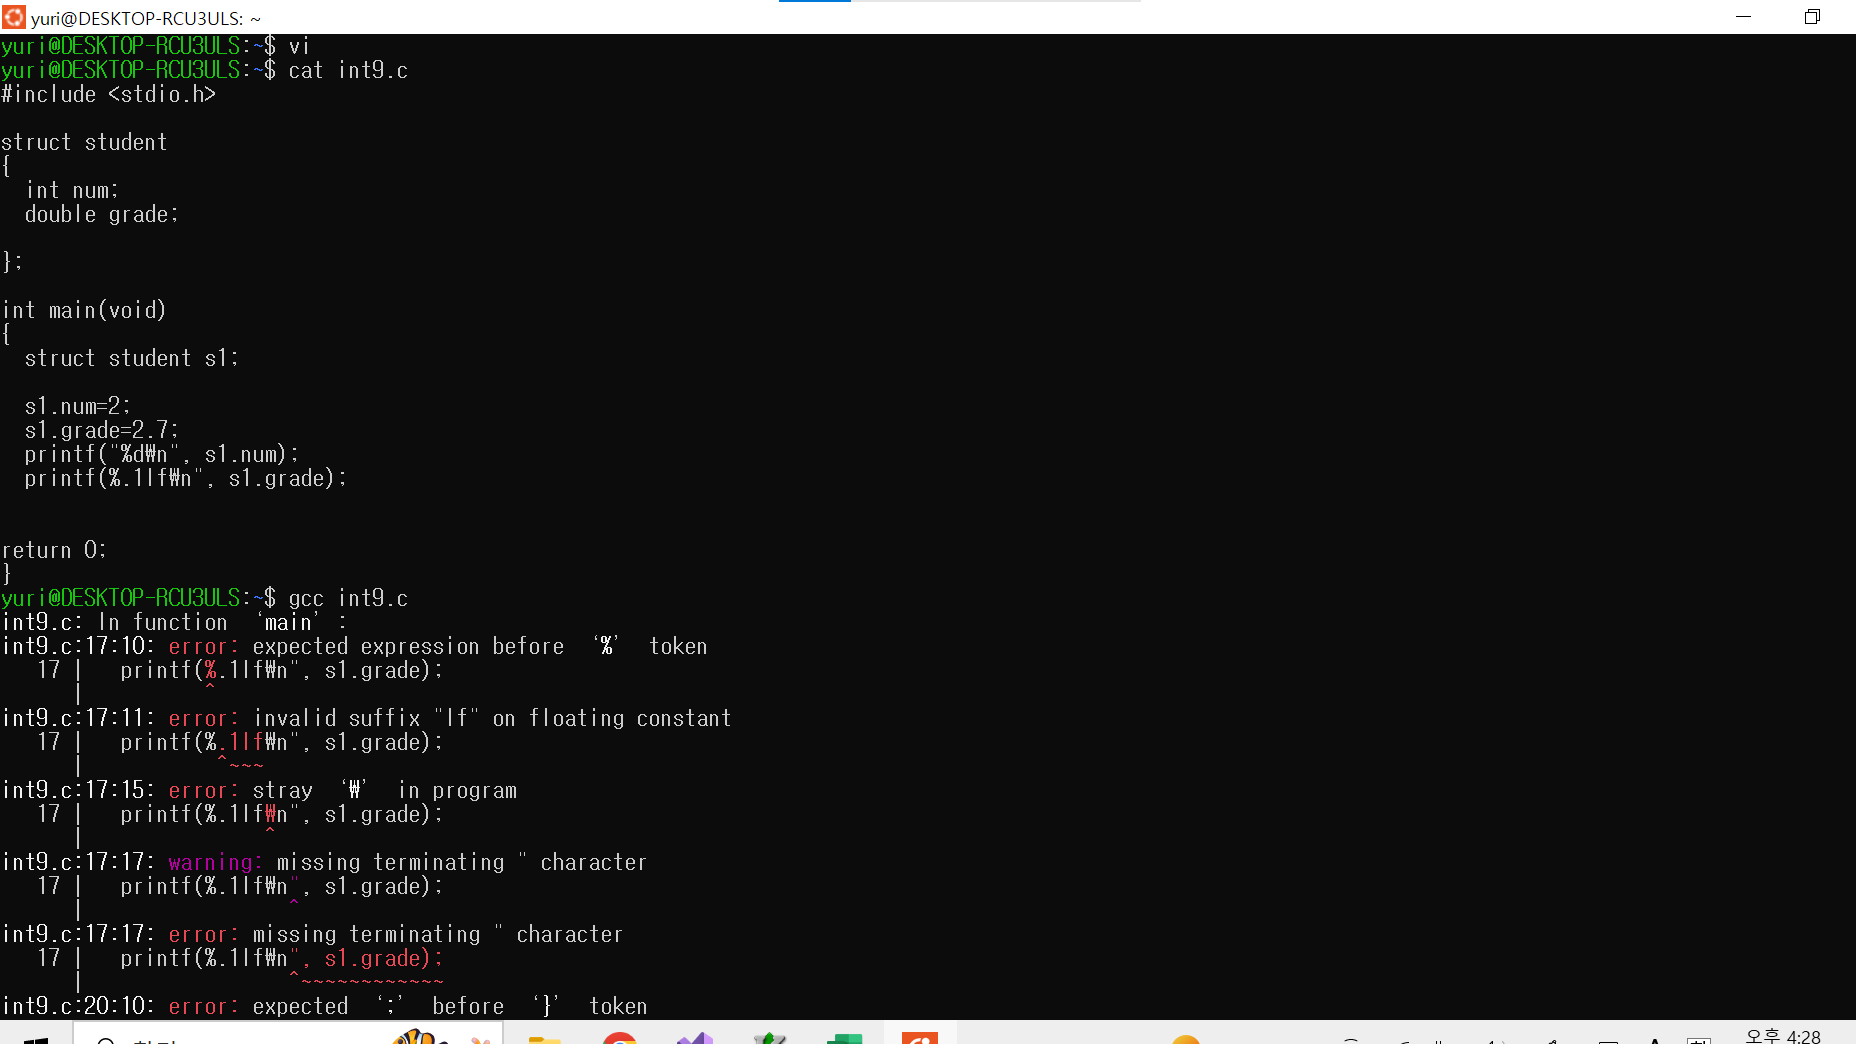 yuri@DESKTOP-RCU3ULS: ~
yuri@DESKTOP-RCU3ULS:~$ vi
yuri@DESKTOP-RCU3ULS:~$ cat int9.c
#include <stdio.h>
struct student
{
  int num;
  double grade;
};
int main(void)
{
  struct student s1;
  s1.num=2;
  s1.grade=2.7;
  printf("%d₩n", s1.num);
  printf(%.1lf₩n", s1.grade);
return 0;
}
yuri@DESKTOP-RCU3ULS:~$ gcc int9.c
int9.c: In function ‘main’ :
int9.c:17:10: error: expected expression before ‘%’ token
   17 |   printf(%.1lf₩n", s1.grade);
      |          ^
int9.c:17:11: error: invalid suffix "lf" on floating constant
   17 |   printf(%.1lf₩n", s1.grade);
      |           ^~~~
int9.c:17:15: error: stray ‘₩’ in program
   17 |   printf(%.1lf₩n", s1.grade);
      |               ^
int9.c:17:17: warning: missing terminating " character
   17 |   printf(%.1lf₩n", s1.grade);
      |                 ^
int9.c:17:17: error: missing terminating " character
   17 |   printf(%.1lf₩n", s1.grade);
      |                 ^~~~~~~~~~~~~
int9.c:20:10: error: expected ‘;’ before ‘}’ token
오후 4:28